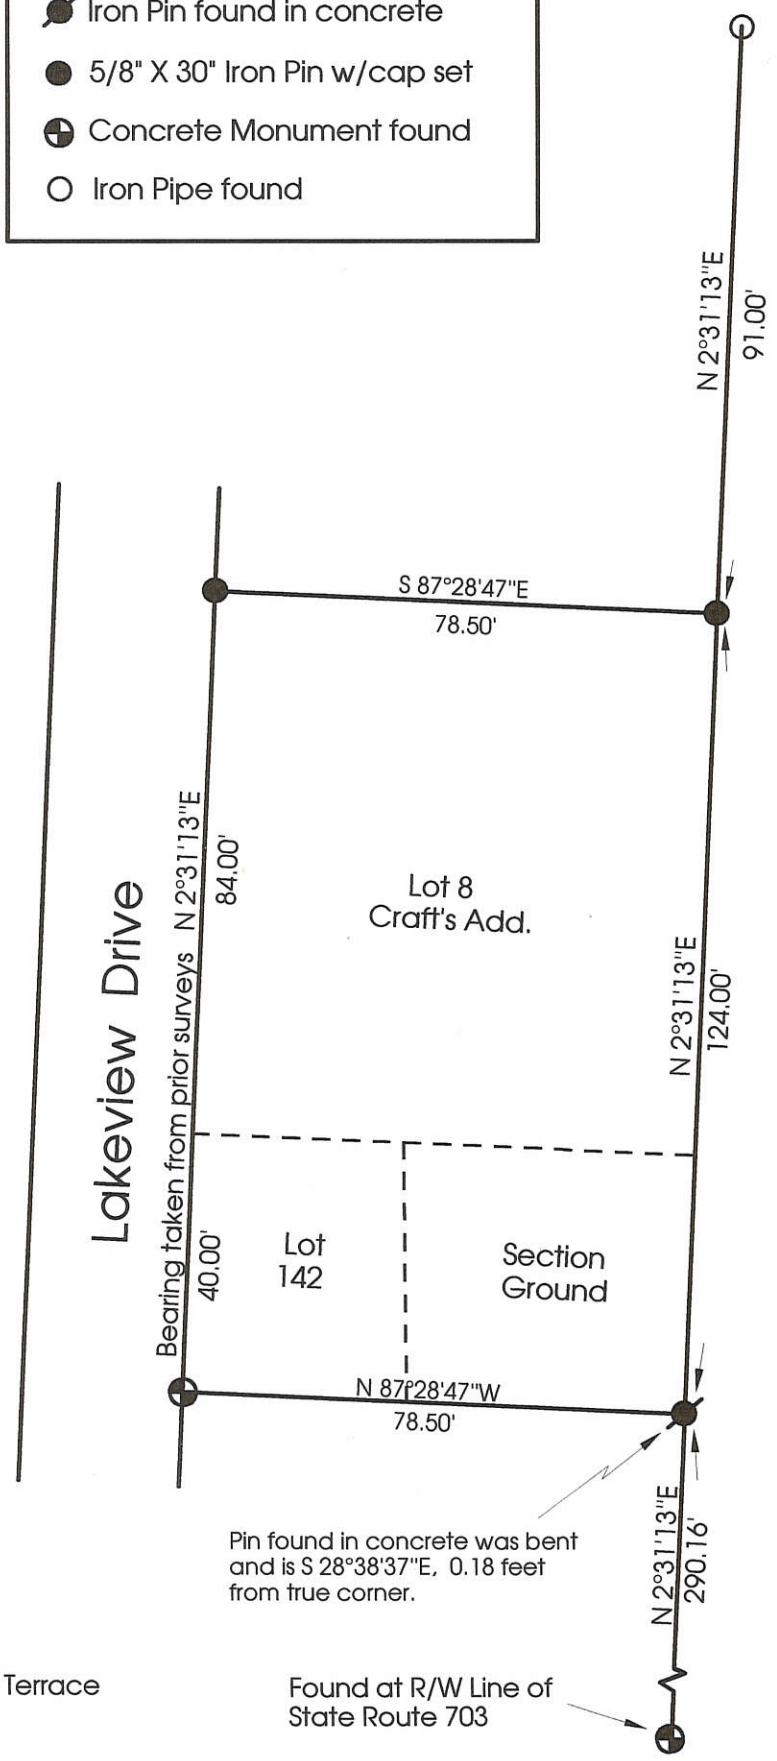 Iron Pin found in concrete
5/8" X 30" Iron Pin w/cap set
Concrete Monument found
Iron Pipe found
N 2°31'13"E
91.00'
S 87°28'47"E
78.50'
Lakeview Drive
Bearing taken from prior surveys N 2°31'13"E
84.00'
Lot 8
Craft's Add.
N 2°31'13"E
124.00'
40.00'
Lot
142
Section
Ground
N 87°28'47"W
78.50'
Pin found in concrete was bent
and is S 28°38'37"E, 0.18 feet
from true corner.
N 2°31'13"E
290.16'
Terrace
Found at R/W Line of
State Route 703